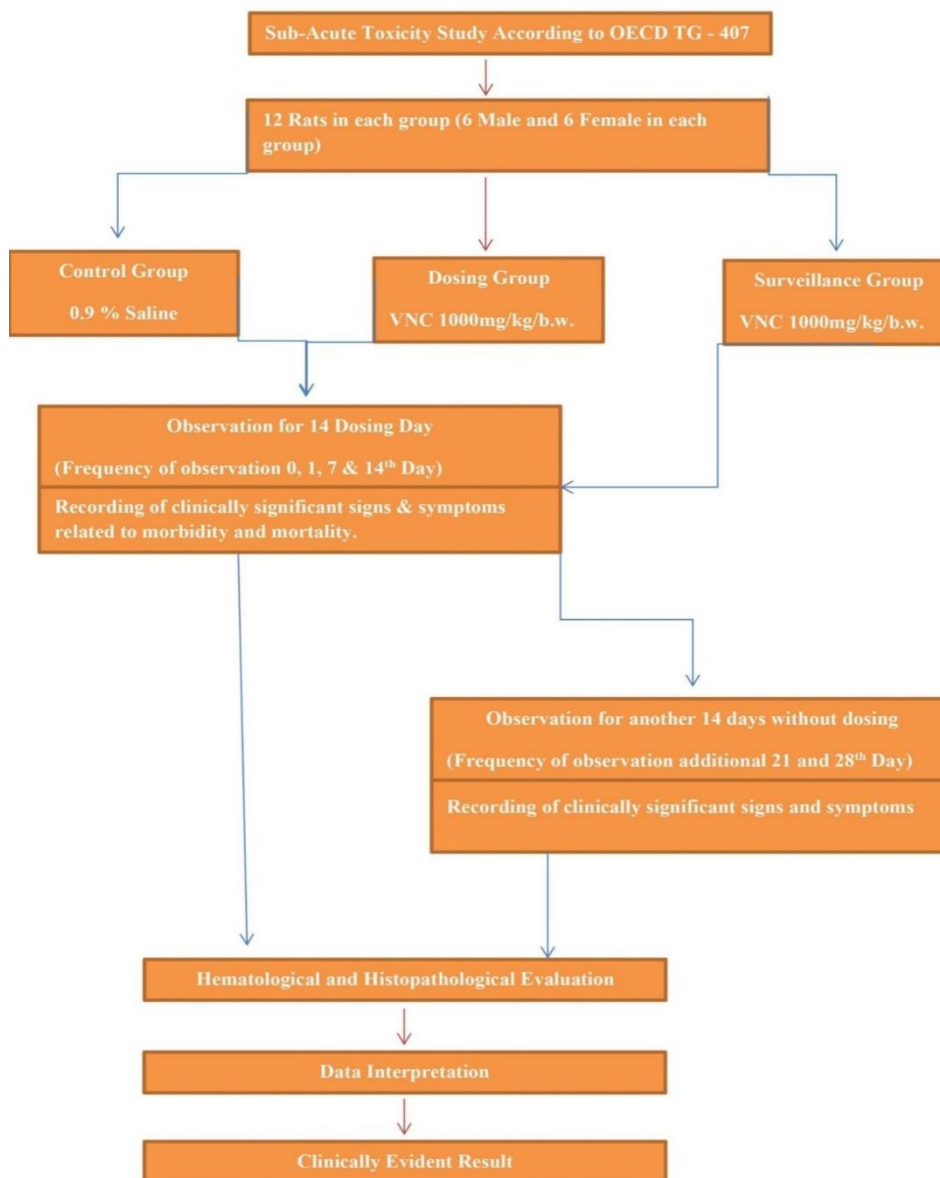 Sub-Acute Toxicity Study According to OECD TG - 407
12 Rats in each group (6 Male and 6 Female in each
group)
Control Group
0.9 % Saline
Dosing Group
VNC 1000mg/kg/b.w.
Surveillance Group
VNC 1000mg/kg/b.w.
Observation for 14 Dosing Day
(Frequency of observation 0, 1, 7 & 14th Day)
Recording of clinically significant signs & symptoms
related to morbidity and mortality.
Observation for another 14 days without dosing
(Frequency of observation additional 21 and 28th Day)
Recording of clinically significant signs and symptoms
Hematological and Histopathological Evaluation
Data Interpretation
Clinically Evident Result